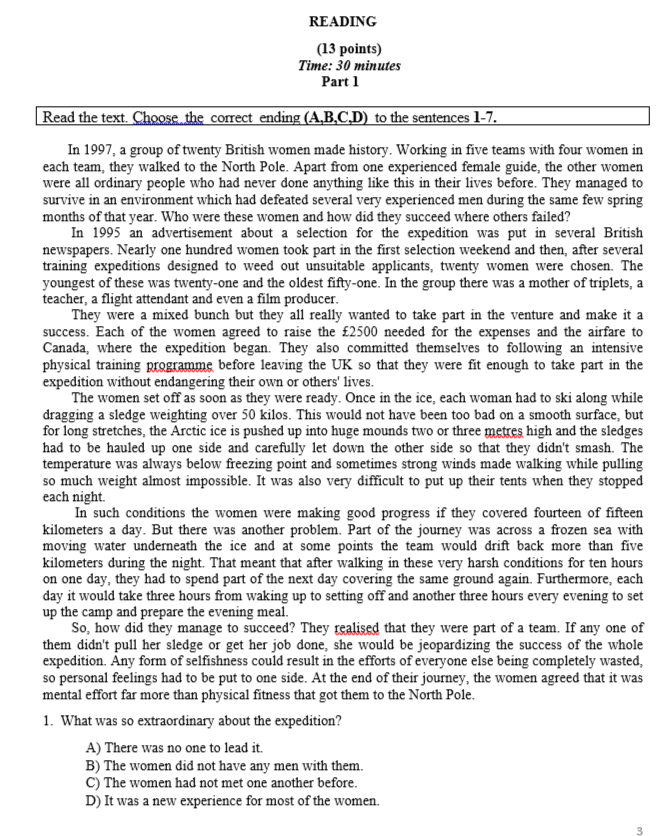 READING
(13 points)
Time: 30 minutes
Part 1
Read the text. Choose the correct ending (A,B,C,D) to the sentences 1-7.
In 1997, a group of twenty British women made history. Working in five teams with four women in
each team, they walked to the North Pole. Apart from one experienced female guide, the other women
were all ordinary people who had never done anything like this in their lives before. They managed to
survive in an environment which had defeated several very experienced men during the same few spring
months of that year. Who were these women and how did they succeed where others failed?
In 1995 an advertisement about a selection for the expedition was put in several British
newspapers. Nearly one hundred women took part in the first selection weekend and then, after several
training expeditions designed to weed out unsuitable applicants, twenty women were chosen. The
youngest of these was twenty-one and the oldest fifty-one. In the group there was a mother of triplets, a
teacher, a flight attendant and even a film producer.
They were a mixed bunch but they all really wanted to take part in the venture and make it a
success. Each of the women agreed to raise the £2500 needed for the expenses and the airfare to
Canada, where the expedition began. They also committed themselves to following an intensive
physical training programme before leaving the UK so that they were fit enough to take part in the
expedition without endangering their own or others' lives.
The women set off as soon as they were ready. Once in the ice, each woman had to ski along while
dragging a sledge weighting over 50 kilos. This would not have been too bad on a smooth surface, but
for long stretches, the Arctic ice is pushed up into huge mounds two or three metres high and the sledges
had to be hauled up one side and carefully let down the other side so that they didn't smash. The
temperature was always below freezing point and sometimes strong winds made walking while pulling
so much weight almost impossible. It was also very difficult to put up their tents when they stopped
each night.
In such conditions the women were making good progress if they covered fourteen of fifteen
kilometers a day. But there was another problem. Part of the journey was across a frozen sea with
moving water underneath the ice and at some points the team would drift back more than five
kilometers during the night. That meant that after walking in these very harsh conditions for ten hours
on one day, they had to spend part of the next day covering the same ground again. Furthermore, each
day it would take three hours from waking up to setting off and another three hours every evening to set
up the camp and prepare the evening meal.
So, how did they manage to succeed? They realised that they were part of a team. If any one of
them didn't pull her sledge or get her job done, she would be jeopardizing the success of the whole
expedition. Any form of selfishness could result in the efforts of everyone else being completely wasted,
so personal feelings had to be put to one side. At the end of their journey, the women agreed that it was
mental effort far more than physical fitness that got them to the North Pole.
1. What was so extraordinary about the expedition?
A) There was no one to lead it.
B) The women did not have any men with them.
C) The women had not met one another before.
D) It was a new experience for most of the women.
3